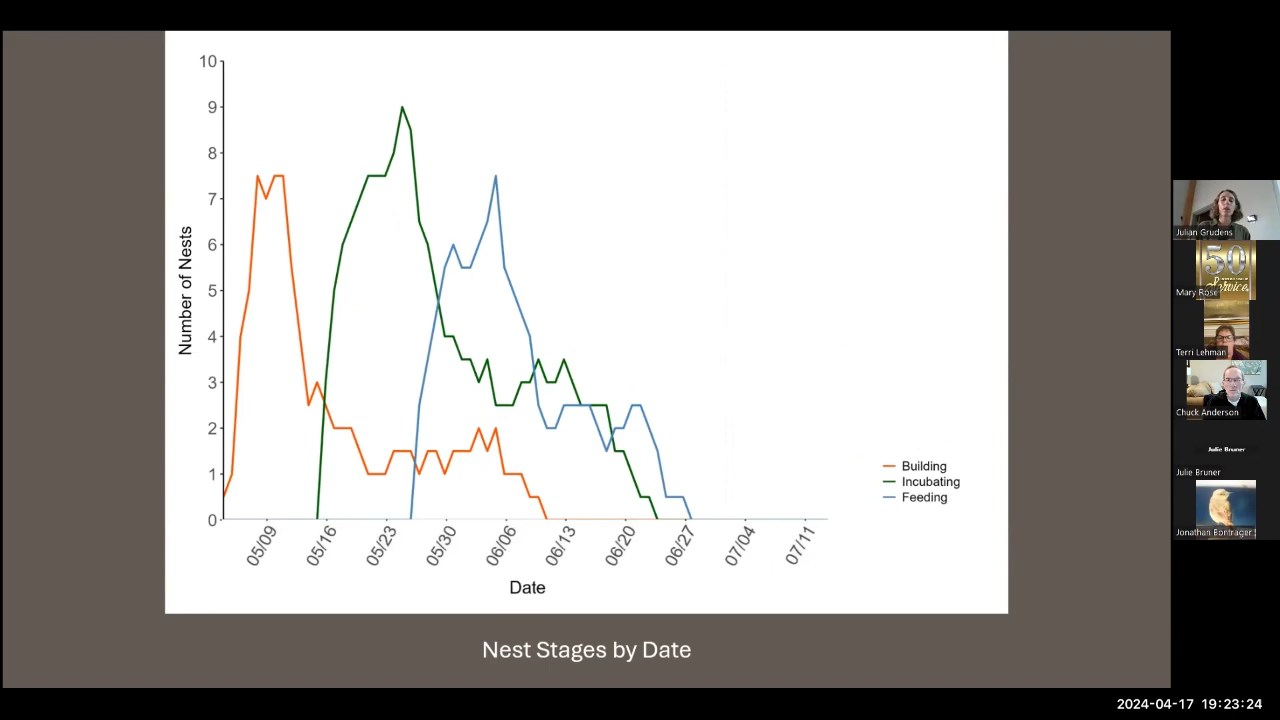 10
9
8
7
6
5
4
3
2
1
0
Number of Nests
05/09
05/16
05/23
05/30
06/06
06/13
06/20
06/27
07/04
07/11
Date
Building
Incubating
Feeding
Nest Stages by Date
Julian Grudens
50
Service
Mary Rose
Terri Lehman
Chuck Anderson
Julie Bruner
Julie Bruner
Jonathan Bontrager
2024-04-17 19:23:24